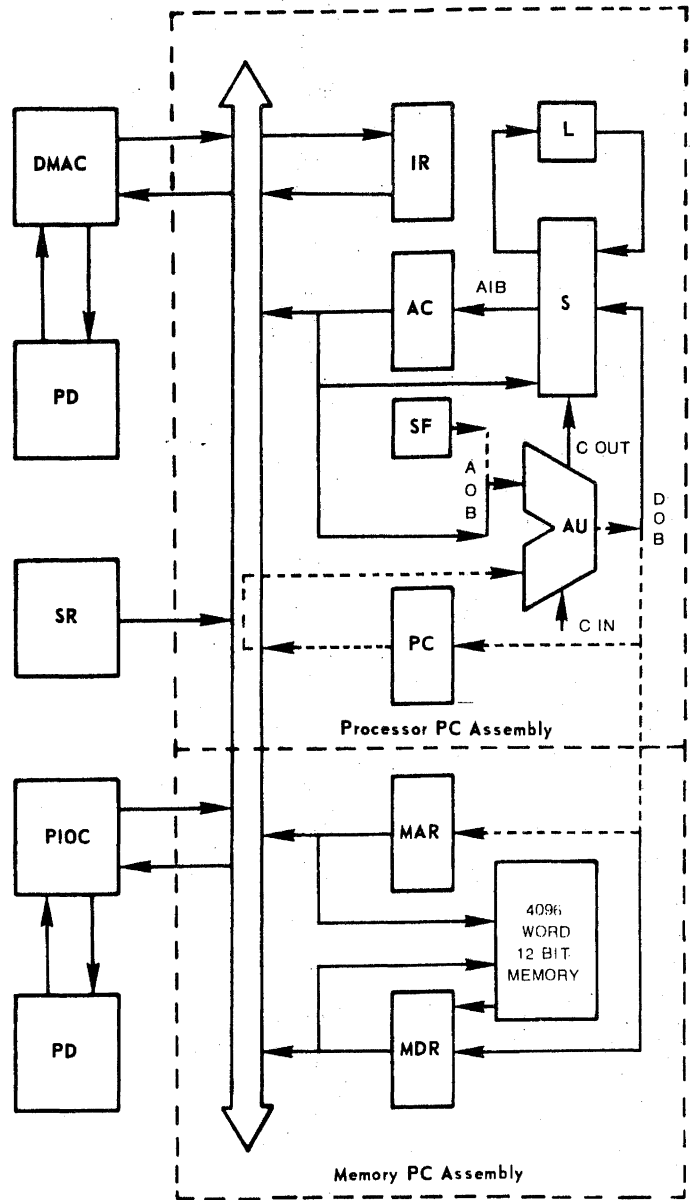 L
DMAC
IR
AIB
AC
S
PD
SF
C OUT
A
O
B
AU
D
O
B
SR
C IN
PC
Processor PC Assembly
MAR
PIOC
4096
WORD
12 BIT
MEMORY
MDR
PD
Memory PC Assembly